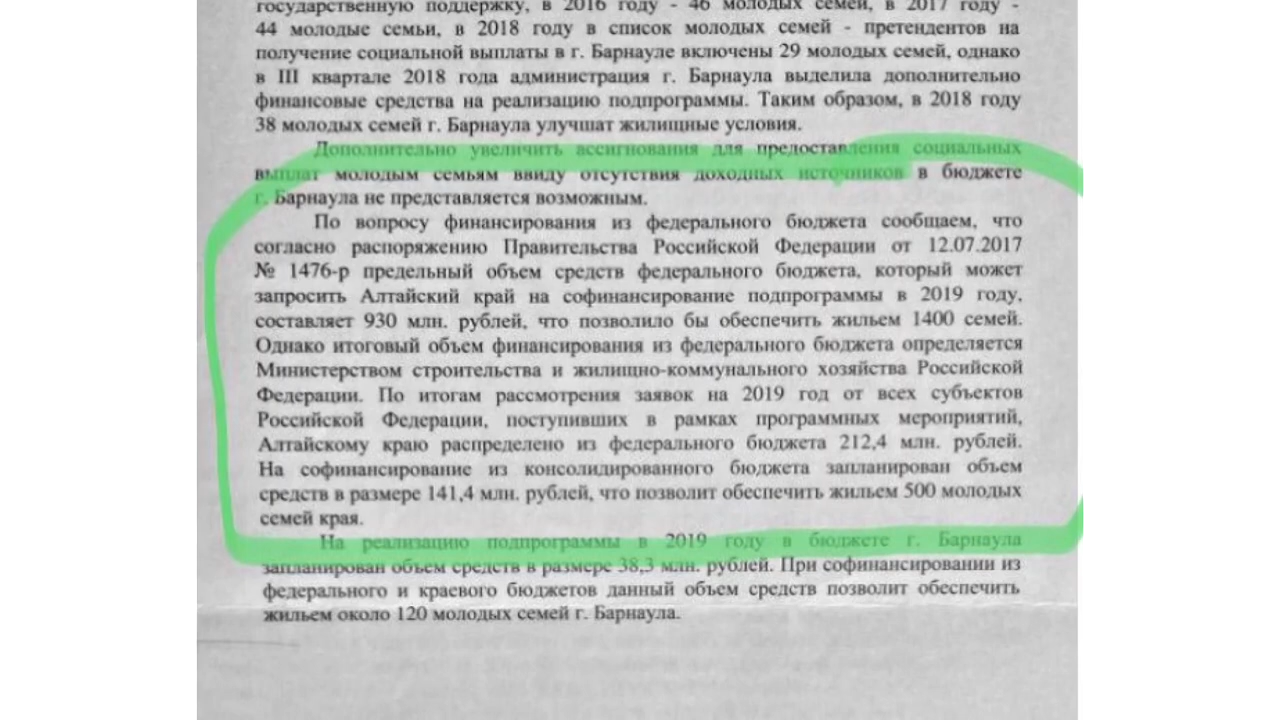 государственную поддержку, в 2016 году - 46 молодых семей, в 2017 году -
44 молодые семьи, в 2018 году в список молодых семей - претендентов на
получение социальной выплаты в г. Барнауле включены 29 молодых семей, однако
в III квартале 2018 года администрация г. Барнаула выделила дополнительно
финансовые средства на реализацию подпрограммы. Таким образом, в 2018 году
38 молодых семей г. Барнаула улучшат жилищные условия.
Дополнительно увеличить ассигнования для предоставления социальных
выплат молодым семьям ввиду отсутствия доходных источников в бюджете
г. Барнаула не представляется возможным.
По вопросу финансирования из федерального бюджета сообщаем, что
согласно распоряжению Правительства Российской Федерации от 12.07.2017
№ 1476-р предельный объем средств федерального бюджета, который может
запросить Алтайский край на софинансирование подпрограммы в 2019 году,
составляет 930 млн. рублей, что позволило бы обеспечить жильем 1400 семей.
Однако итоговый объем финансирования из федерального бюджета определяется
Министерством строительства и жилищно-коммунального хозяйства Российской
Федерации. По итогам рассмотрения заявок на 2019 год от всех субъектов
Российской Федерации, поступивших в рамках программных мероприятий,
Алтайскому краю распределено из федерального бюджета 212,4 млн. рублей.
На софинансирование из консолидированного бюджета запланирован объем
средств в размере 141,4 млн. рублей, что позволит обеспечить жильем 500 молодых
семей края.
На реализацию подпрограммы в 2019 году в бюджете г. Барнаула
запланирован объем средств в размере 38,3 млн. рублей. При софинансировании из
федерального и краевого бюджетов данный объем средств позволит обеспечить
жильем около 120 молодых семей г. Барнаула.